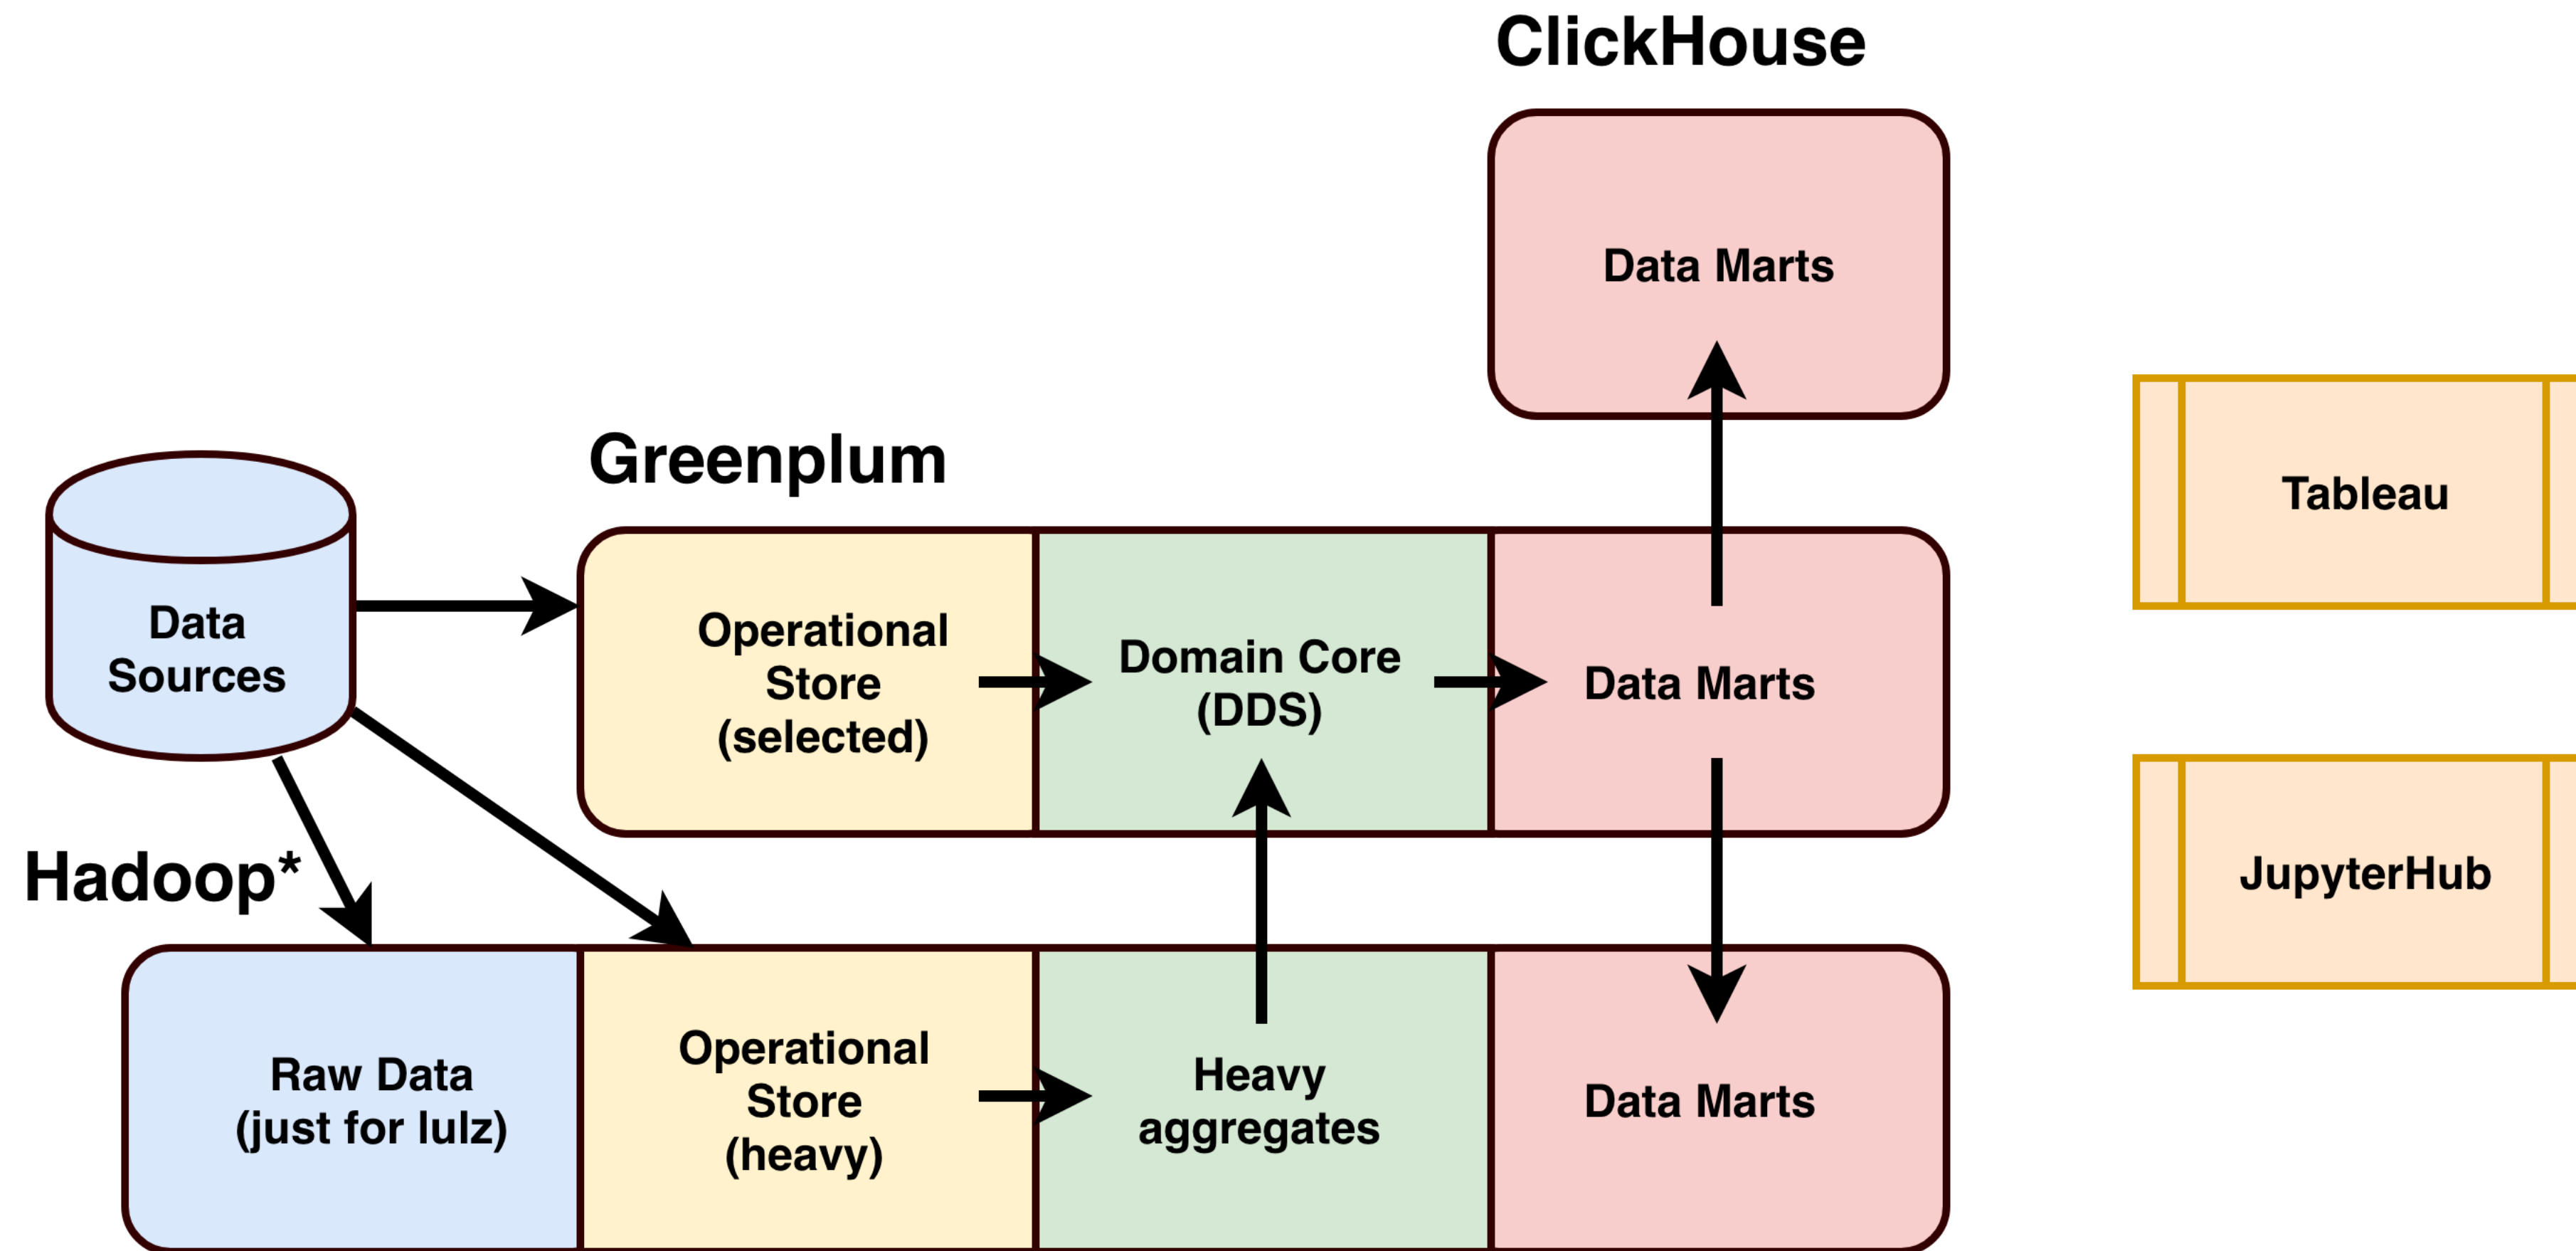 ClickHouse
Data Marts
Greenplum
Tableau
Data
Sources
Operational
Store
(selected)
Domain Core
(DDS)
Data Marts
Hadoop*
JupyterHub
Raw Data
(just for lulz)
Operational
Store
(heavy)
Heavy
aggregates
Data Marts